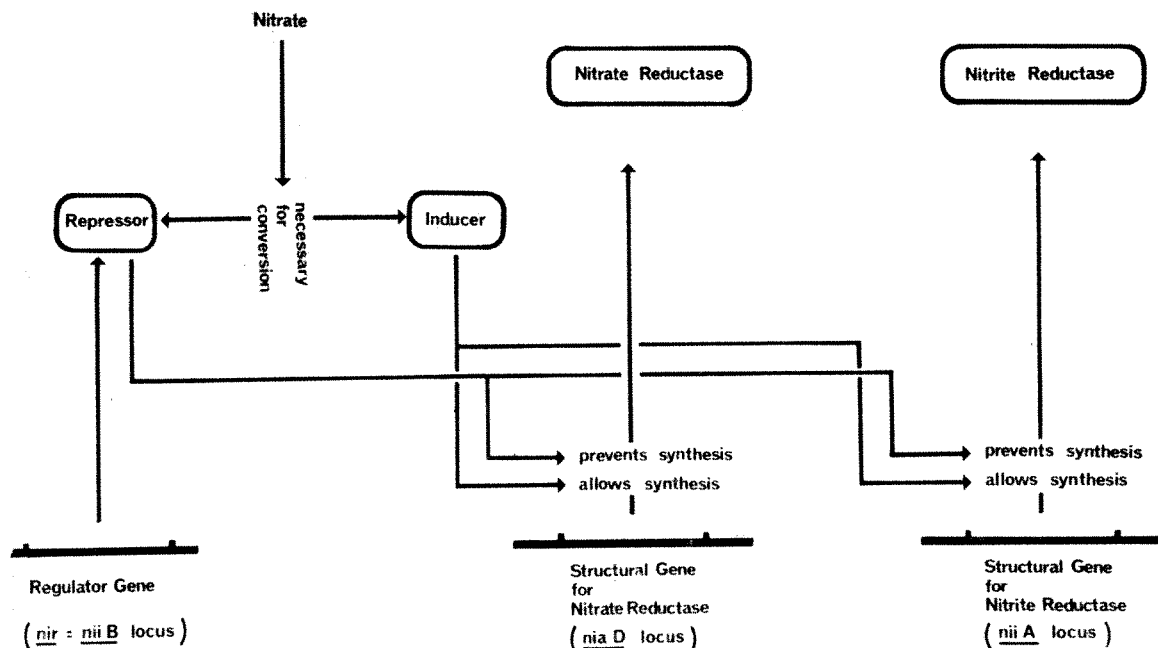 Nitrate
Nitrate Reductase
Nitrite Reductase
Repressor
necessary
for
conversion
Inducer
prevents synthesis
allows synthesis
prevents synthesis
allows synthesis
Regulator Gene
(nir = nii B locus)
Structural Gene
for
Nitrate Reductase
(nia D locus)
Structural Gene
for
Nitrite Reductase
(nii A locus)